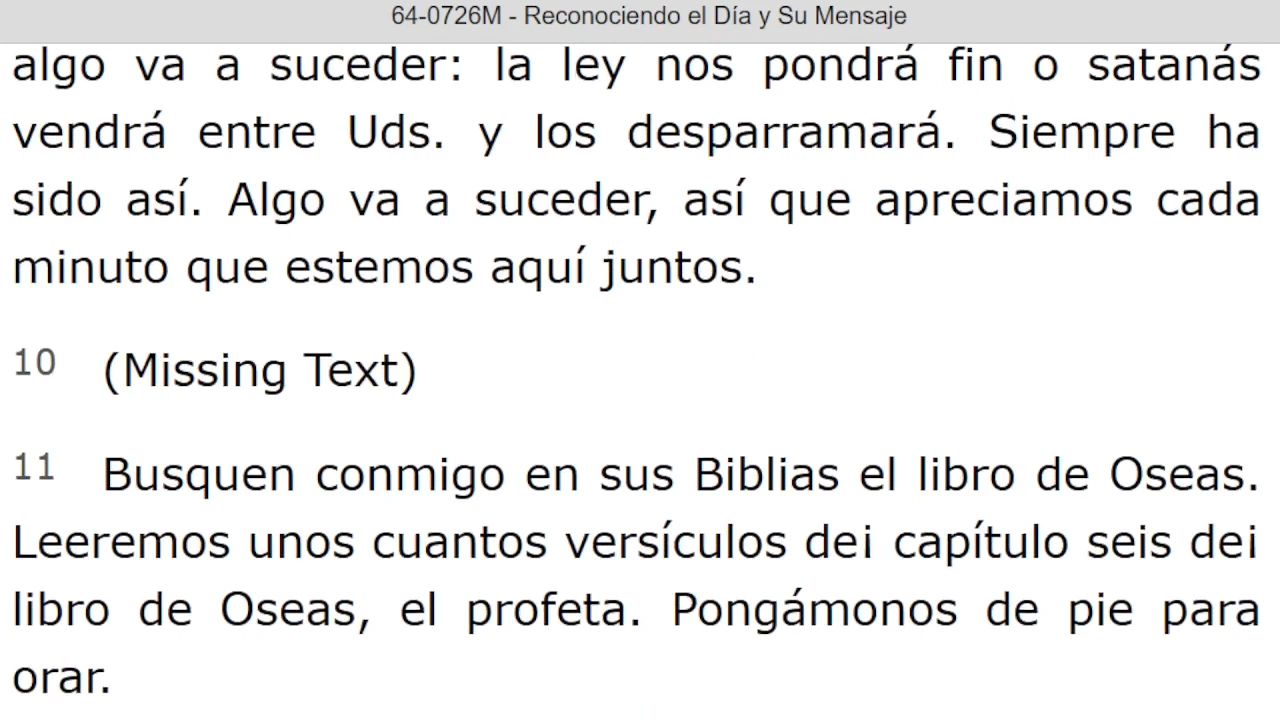 64-0726M - Reconociendo el Día y Su Mensaje
algo va a suceder: la ley nos pondrá fin o satanás
vendrá entre Uds. y los desparramará. Siempre ha
sido así. Algo va a suceder, así que apreciamos cada
minuto que estemos aquí juntos.
10 (Missing Text)
11 Busquen conmigo en sus Biblias el libro de Oseas.
Leeremos unos cuantos versículos dei capítulo seis dei
libro de Oseas, el profeta. Pongámonos de pie para
orar.